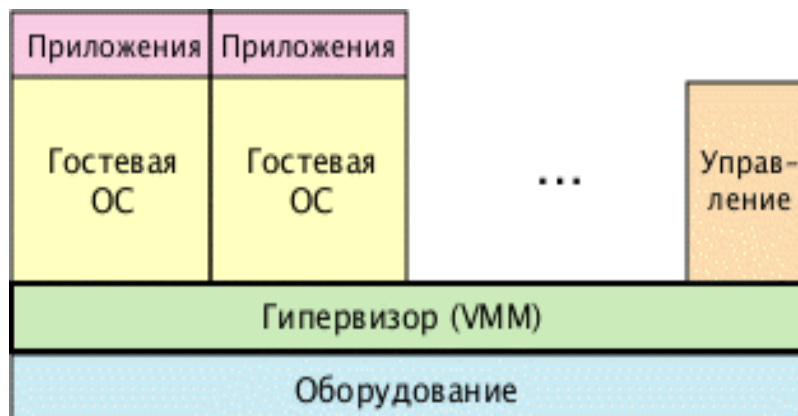 Приложения
Приложения
Гостевая
ОС
Гостевая
ОС
...
Управ-
ление
Гипервизор (VMM)
Оборудование